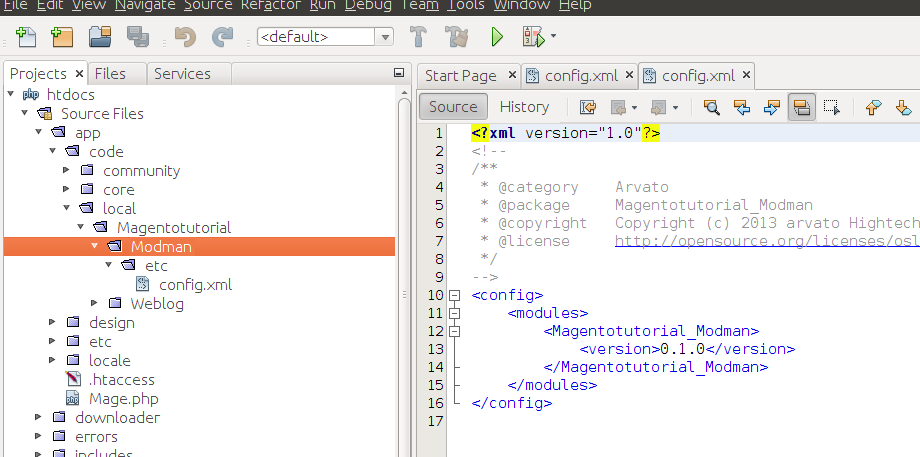 File Edit View Navigate Source Refactor Run Debug Team Tools Window Help
<default>
Projects Files Services
Start Page config.xml config.xml
Source History
htdocs
Source Files
app
code
community
core
local
Magentotutorial
Modman
etc
config.xml
Weblog
design
etc
locale
.htaccess
Mage.php
downloader
errors
includes
1 <?xml version="1.0"?>
2 <!--
3 /**
4 * @category Arvato
5 * @package Magentotutorial_Modman
6 * @copyright Copyright (c) 2013 arvato Hightech
7 * @license http://opensource.org/licenses/osl
8 */
9 -->
10 <config>
11 <modules>
12 <Magentotutorial_Modman>
13 <version>0.1.0</version>
14 </Magentotutorial_Modman>
15 </modules>
16 </config>
17